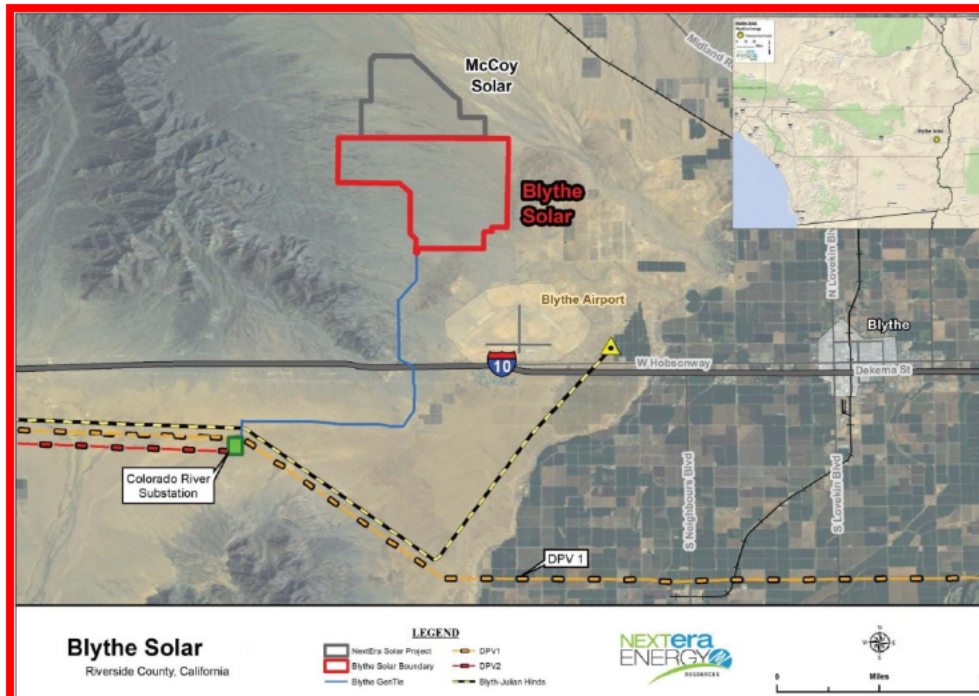 McCoy
Solar
Midland R
Blythe
Solar
Blythe Airport
N Lovekin Blvd
Blythe
10
W Hobsonway
Dekema St
Colorado River
Substation
S Neighbours Blvd
S Lovekin Blvd
DPV 1
Blythe Solar
Riverside County, California
LEGEND
NextEra Solar Project
Blythe Solar Boundary
Blythe GenTie
DPV1
DPV2
Blyth-Julian Hinds
NEXTera
ENERGY
RESOURCES
0
Miles